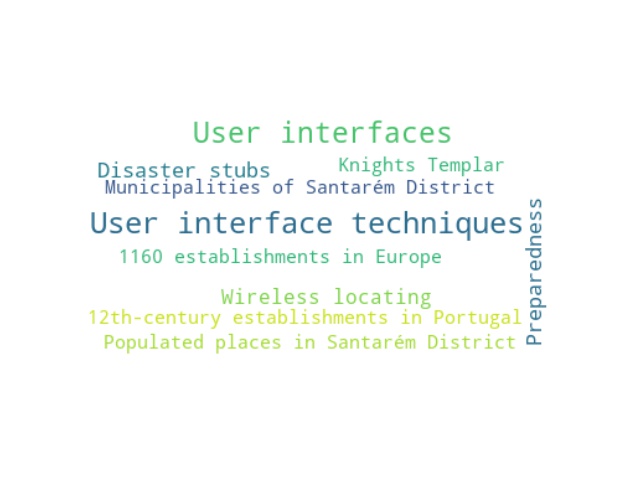 User interfaces
Knights Templar
Disaster stubs
Municipalities of Santarém District
User interface techniques
Preparedness
1160 establishments in Europe
Wireless locating
12th-century establishments in Portugal
Populated places in Santarém District